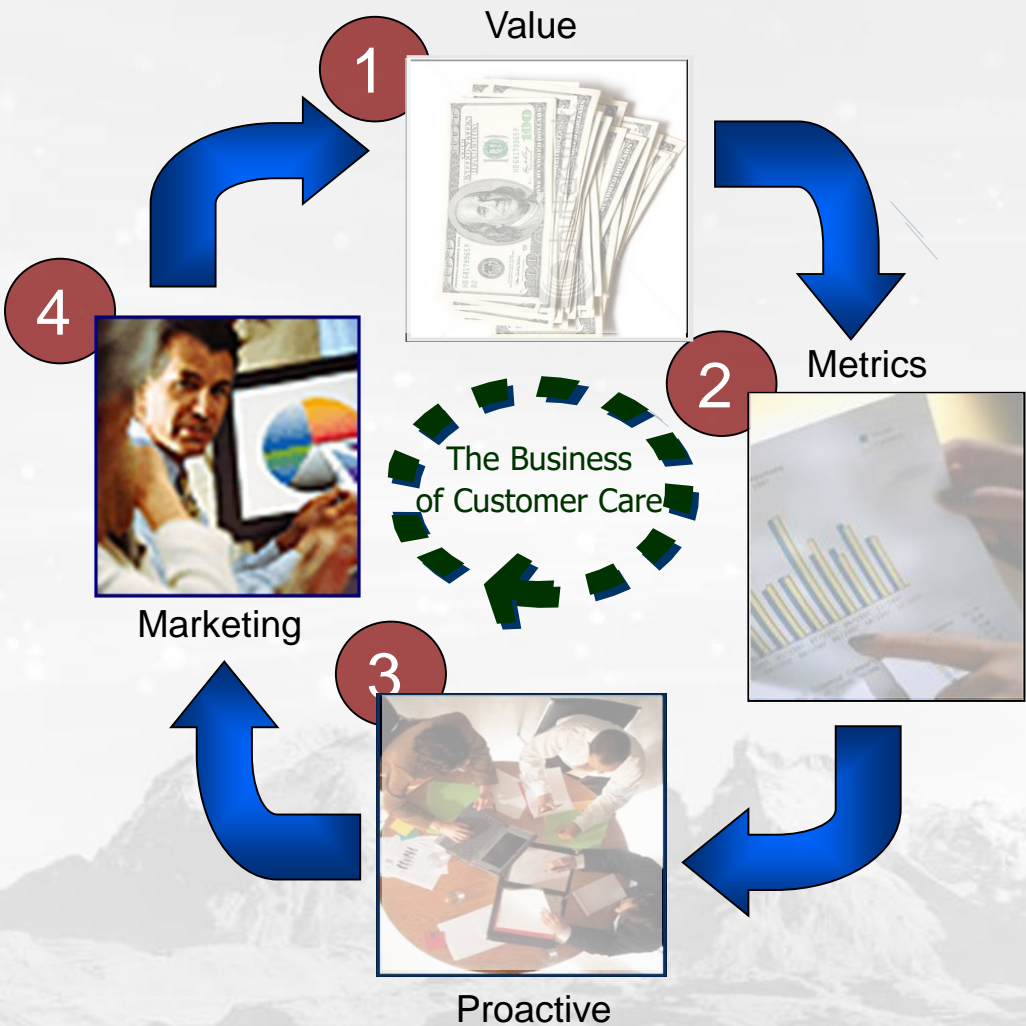 1
Value
2
Metrics
The Business
of Customer Care
4
Marketing
3
Proactive